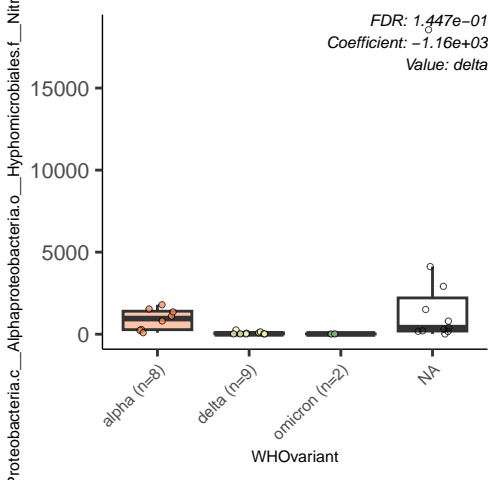 FDR: 1.447e−01
Coefficient: −1.16e+03
Value: delta
Proteobacteria.c__Alphaproteobacteria.o__Hyphomicrobiales.f__Nitr
15000
10000
5000
0
alpha (n=8)
delta (n=9)
omicron (n=2)
NA
WHOvariant